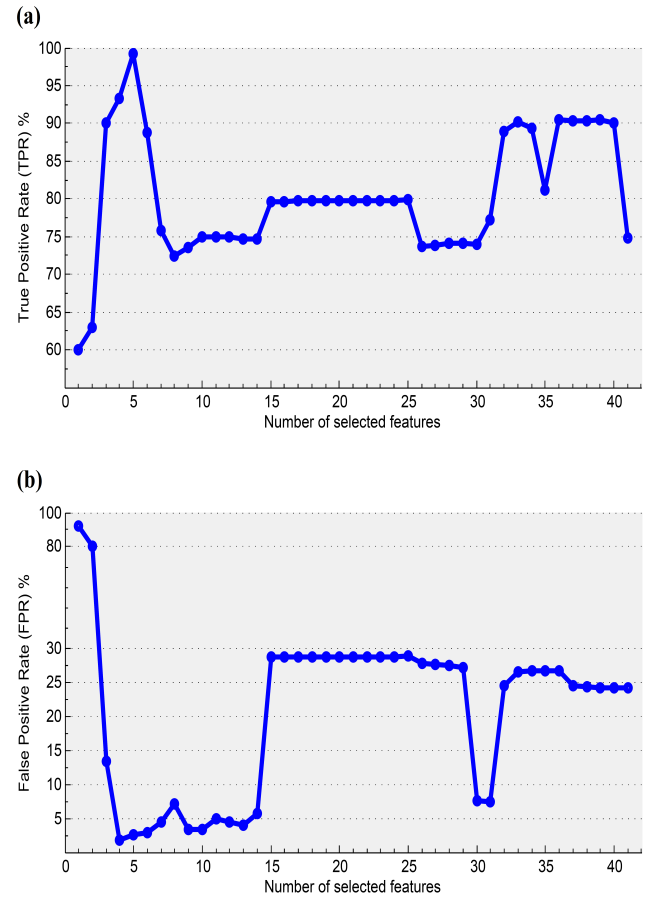 (a)
True Positive Rate (TPR) %
100
95
90
85
80
75
70
65
60
0 5 10 15 20 25 30 35 40
Number of selected features
(b)
False Positive Rate (FPR) %
100
80
30
25
20
15
10
5
0 5 10 15 20 25 30 35 40
Number of selected features